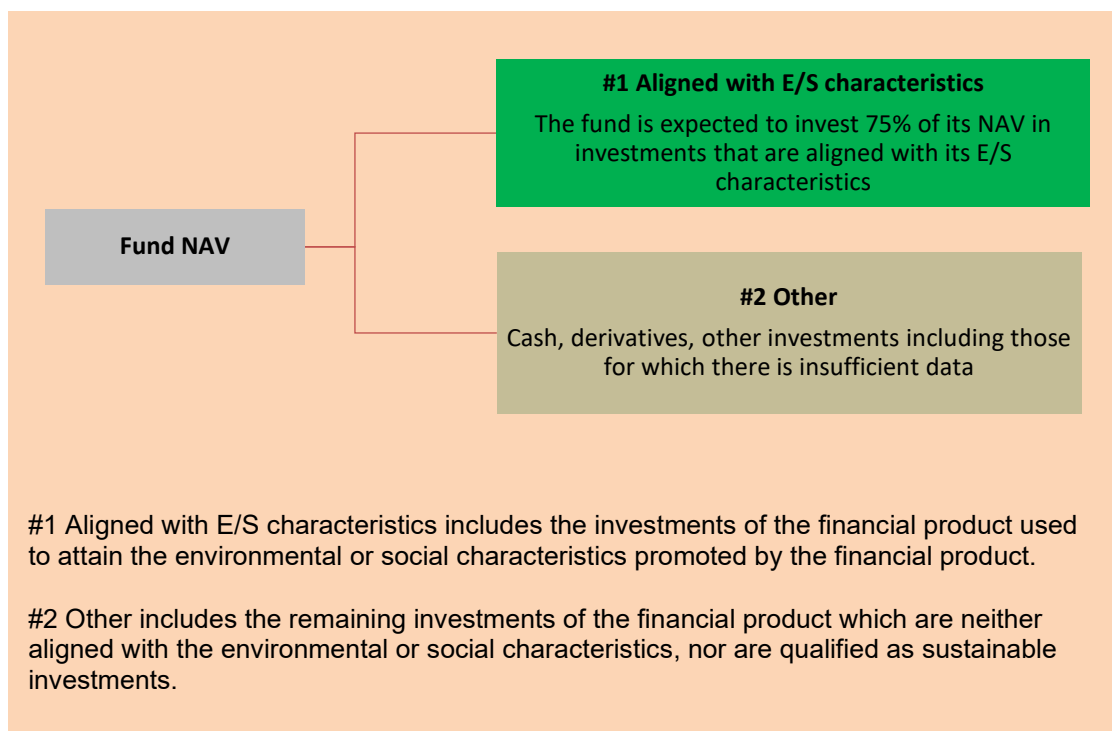 #1 Aligned with E/S characteristics
The fund is expected to invest 75% of its NAV in
investments that are aligned with its E/S
characteristics
Fund NAV
#2 Other
Cash, derivatives, other investments including those
for which there is insufficient data
#1 Aligned with E/S characteristics includes the investments of the financial product used
to attain the environmental or social characteristics promoted by the financial product.
#2 Other includes the remaining investments of the financial product which are neither
aligned with the environmental or social characteristics, nor are qualified as sustainable
investments.